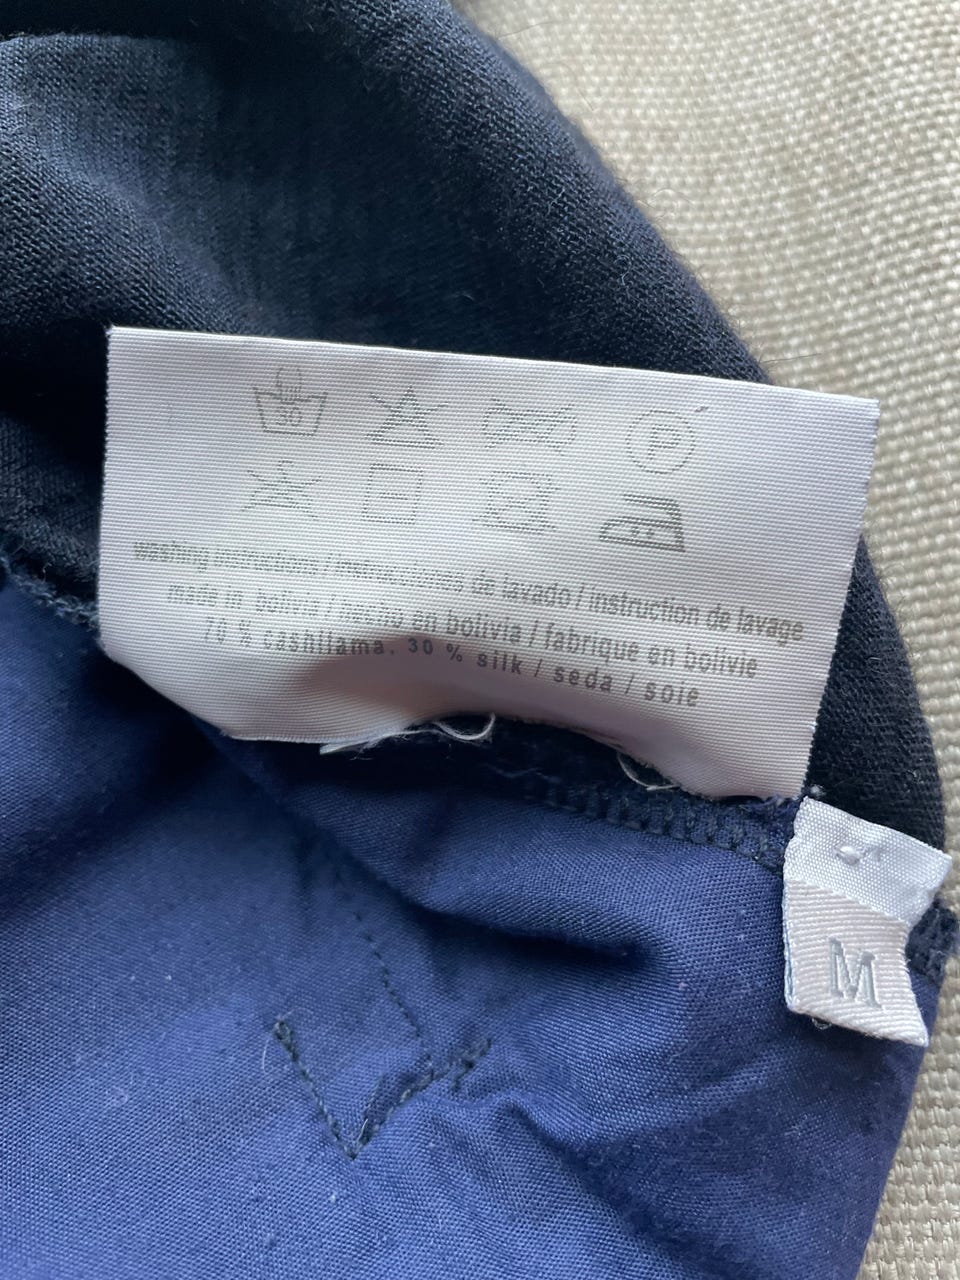 30
P
washing instructions / instrucciones de lavado / instruction de lavage
made in bolivia / hecho en bolivia / fabrique en bolivie
70 % cashllama, 30 % silk / seda / soie
M